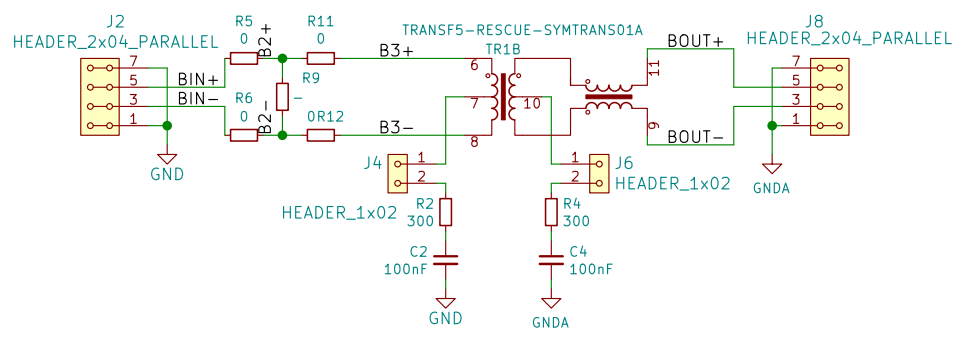 J2
HEADER_2x04_PARALLEL
7
5
3
1
BIN+
BIN-
GND
R5
0
B2+
R6
0
B2-
R11
0
R9
-
0R12
B3+
B3-
TRANSF5-RESCUE-SYMTRANS01A
TR1B
6
7
8
10
11
9
BOUT+
BOUT-
J8
HEADER_2x04_PARALLEL
7
5
3
1
GNDA
J4
1
2
HEADER_1x02
R2
300
C2
100nF
GND
1
2
J6
HEADER_1x02
R4
300
C4
100nF
GNDA